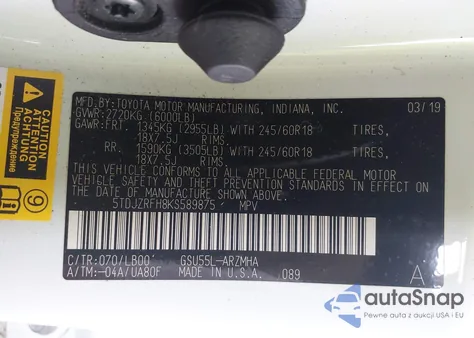 CAUTION
ATTENTION
MFD.BY:TOYOTA MOTOR MANUFACTURING, INDIANA, INC. 03/19
GVWR: 2720KG (6000LB)
GAWR:FRT. 1345KG (2955LB) WITH 245/60R18 TIRES,
18X7.5J RIMS
RR. 1590KG (3505LB) WITH 245/60R18 TIRES,
18X7.5J RIMS.
THIS VEHICLE CONFORMS TO ALL APPLICABLE FEDERAL MOTOR
VEHICLE SAFETY AND THEFT PREVENTION STANDARDS IN EFFECT
ON THE DATE OF MANUFACTURE SHOWN ABOVE.
5TDJZRFH8KS589875 MPV
C/TR:070/LB00 GSU55L-ARZMHA
A/TM:-04A/UA80F MADE IN U.S.A. 089 A
autoSnap
Pewne auta z aukcji USA i EU